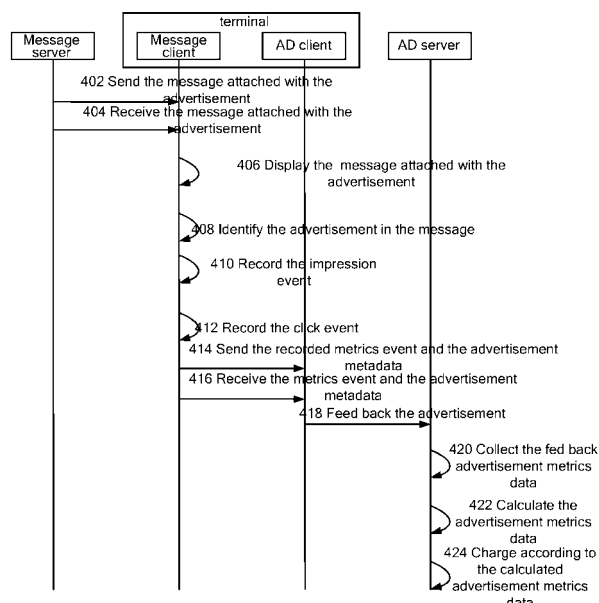 terminal
Message
server
Message
client
AD client
AD server
402 Send the message attached with the
advertisement
404 Receive the message attached with the
advertisement
406 Display the message attached with the
advertisement
408 Identify the advertisement in the message
410 Record the impression
event
412 Record the click event
414 Send the recorded metrics event and the advertisement
metadata
416 Receive the metrics event and the advertisement
metadata
418 Feed back the advertisement
420 Collect the fed back
advertisement metrics
data
422 Calculate the
advertisement metrics
data
424 Charge according to
the calculated
advertisement metrics
data